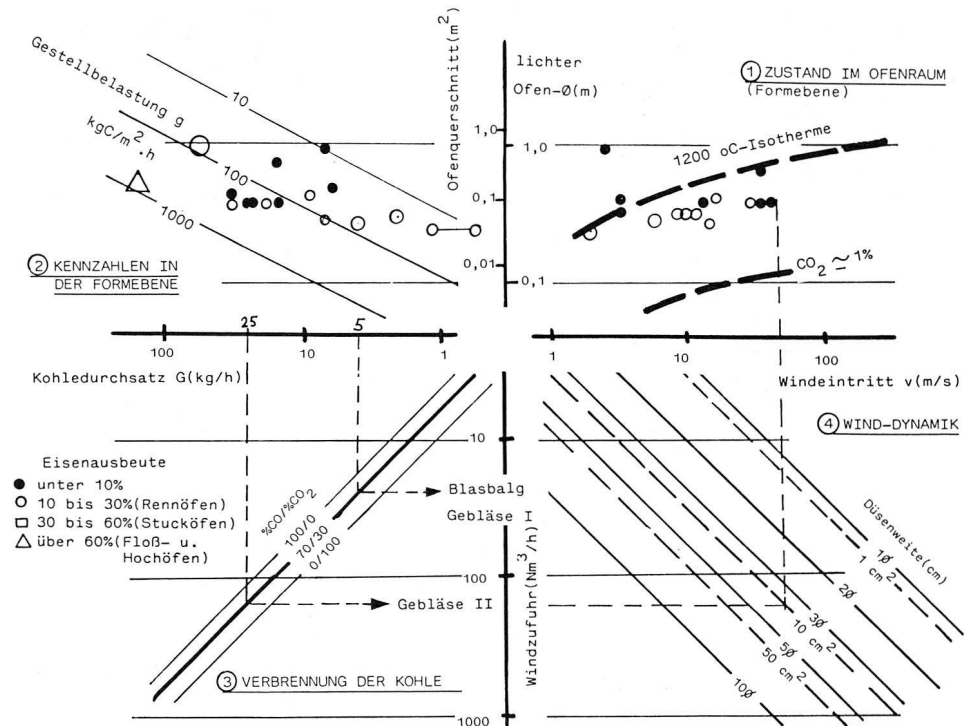 Gestellbelastung g
kgC/m².h
10
100
1000
② KENNZAHLEN IN
DER FORMEBENE
Ofenquerschnitt(m²)
1,0
0,1
0,01
lichter
Ofen-Ø(m)
1,0
0,1
① ZUSTAND IM OFENRAUM
(Formebene)
1200 oC-Isotherme
CO₂ ≃ 1%
25
5
100
10
1
Kohledurchsatz G(kg/h)
1
10
100
Windeintritt v(m/s)
④ WIND-DYNAMIK
Eisenausbeute
● unter 10%
○ 10 bis 30%(Rennöfen)
□ 30 bis 60%(Stucköfen)
△ über 60%(Floß- u.
Hochöfen)
%CO/%CO₂
100/0
70/30
0/100
10
100
1000
Blasbalg
Gebläse I
Gebläse II
Windzufuhr(Nm³/h)
③ VERBRENNUNG DER KOHLE
Düsenweite(cm)
1Ø
1 cm²
2Ø
3Ø
10 cm²
5Ø
50 cm²
10Ø